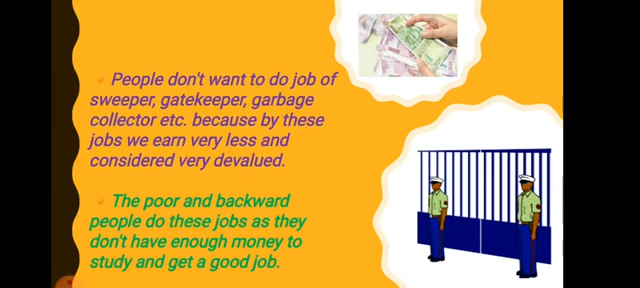 People don't want to do job of
sweeper, gatekeeper, garbage
collector etc. because by these
jobs we earn very less and
considered very devalued.
The poor and backward
people do these jobs as they
don't have enough money to
study and get a good job.